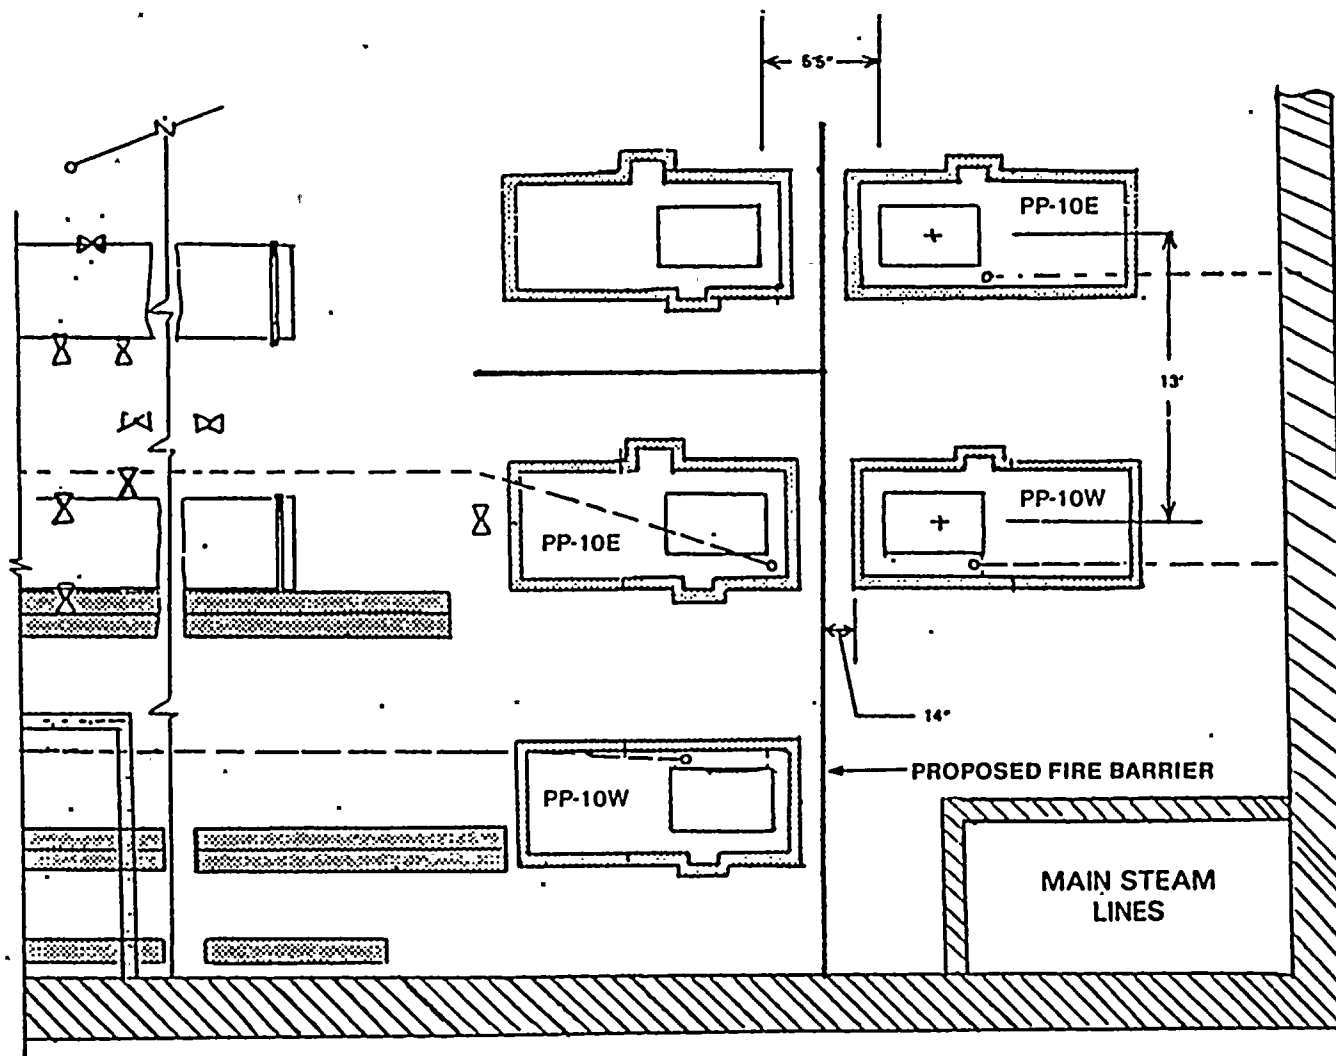 5'5"
N
PP-10E
13'
PP-10W
PP-10E
14"
PROPOSED FIRE BARRIER
PP-10W
MAIN STEAM
LINES